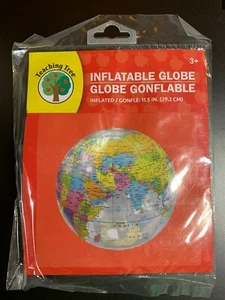 Teaching Tree
3+
INFLATABLE GLOBE
GLOBE GONFLABLE
INFLATED / GONFLÉ: 11.5 IN. (29.2 CM)